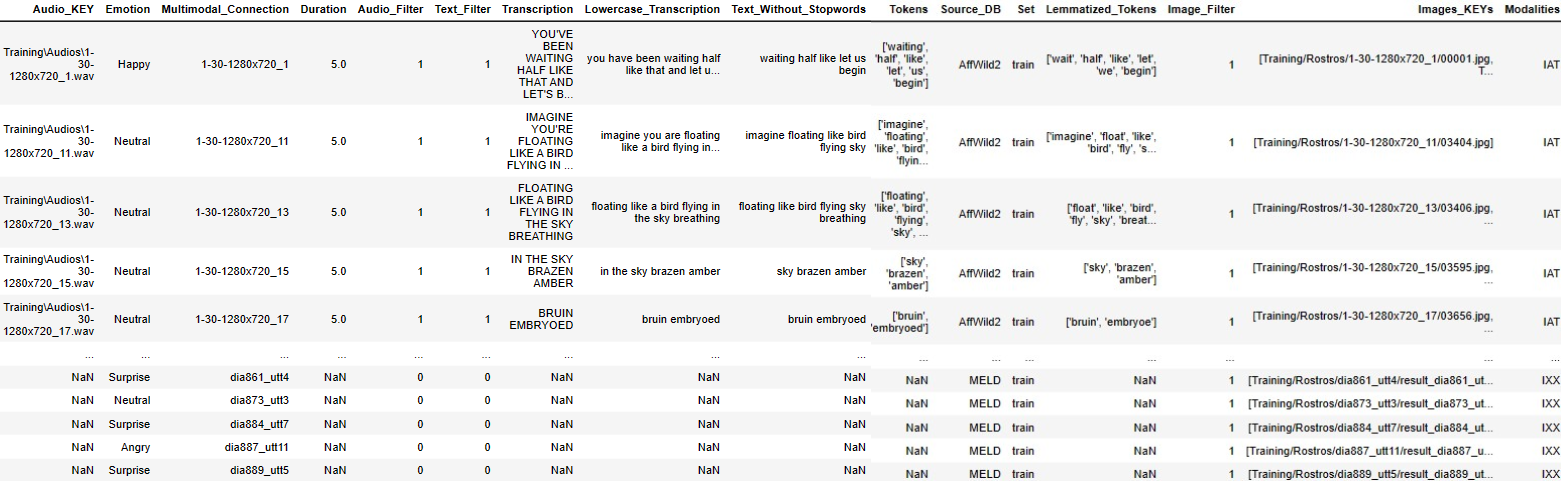 Audio_KEY Emotion Multimodal_Connection Duration Audio_Filter Text_Filter Transcription Lowercase_Transcription Text_Without_Stopwords Tokens Source_DB Set Lemmatized_Tokens Image_Filter Images_KEYs Modalities
Training\Audios\1-
30-
1280x720_1.wav
Happy 1-30-1280x720_1 5.0 1 1
YOU'VE
BEEN
WAITING
HALF LIKE
THAT AND
LET'S B...
you have been waiting half
like that and let u...
waiting half like let us
begin
['waiting',
'half', 'like',
'let', 'us',
'begin']
AffWild2 train
['wait', 'half', 'like', 'let',
'we', 'begin']
1
[Training/Rostros/1-30-1280x720_1/00001.jpg,
T...
IAT
Training\Audios\1-
30-
1280x720_11.wav
Neutral 1-30-1280x720_11 5.0 1 1
IMAGINE
YOU'RE
FLOATING
LIKE A BIRD
FLYING IN ...
imagine you are floating
like a bird flying in...
imagine floating like bird
flying sky
['imagine',
'floating',
'like', 'bird',
'flyin...
AffWild2 train
['imagine', 'float', 'like',
'bird', 'fly', 's...
1
[Training/Rostros/1-30-1280x720_11/03404.jpg]
IAT
Training\Audios\1-
30-
1280x720_13.wav
Neutral 1-30-1280x720_13 5.0 1 1
FLOATING
LIKE A BIRD
FLYING IN
THE SKY
BREATHING
floating like a bird flying in
the sky breathing
floating like bird flying sky
breathing
['floating',
'like', 'bird',
'flying',
'sky', ...
AffWild2 train
['float', 'like', 'bird',
'fly', 'sky', 'breat...
1
[Training/Rostros/1-30-1280x720_13/03406.jpg,
...
IAT
Training\Audios\1-
30-
1280x720_15.wav
Neutral 1-30-1280x720_15 5.0 1 1
IN THE SKY
BRAZEN
AMBER
in the sky brazen amber
sky brazen amber
['sky',
'brazen',
'amber']
AffWild2 train
['sky', 'brazen',
'amber']
1
[Training/Rostros/1-30-1280x720_15/03595.jpg,
...
IAT
Training\Audios\1-
30-
1280x720_17.wav
Neutral 1-30-1280x720_17 5.0 1 1
BRUIN
EMBRYOED
bruin embryoed
bruin embryoed
['bruin',
'embryoed']
AffWild2 train
['bruin', 'embryoe']
1
[Training/Rostros/1-30-1280x720_17/03656.jpg,
...
IAT
... ... ... ... ... ... ... ... ... ... ... ... ... ... ... ...
NaN Surprise dia861_utt4 NaN 0 0 NaN NaN NaN NaN MELD train NaN 1 [Training/Rostros/dia861_utt4/result_dia861_ut... IXX
NaN Neutral dia873_utt3 NaN 0 0 NaN NaN NaN NaN MELD train NaN 1 [Training/Rostros/dia873_utt3/result_dia873_ut... IXX
NaN Surprise dia884_utt7 NaN 0 0 NaN NaN NaN NaN MELD train NaN 1 [Training/Rostros/dia884_utt7/result_dia884_ut... IXX
NaN Angry dia887_utt11 NaN 0 0 NaN NaN NaN NaN MELD train NaN 1 [Training/Rostros/dia887_utt11/result_dia887_u... IXX
NaN Surprise dia889_utt5 NaN 0 0 NaN NaN NaN NaN MELD train NaN 1 [Training/Rostros/dia889_utt5/result_dia889_ut... IXX